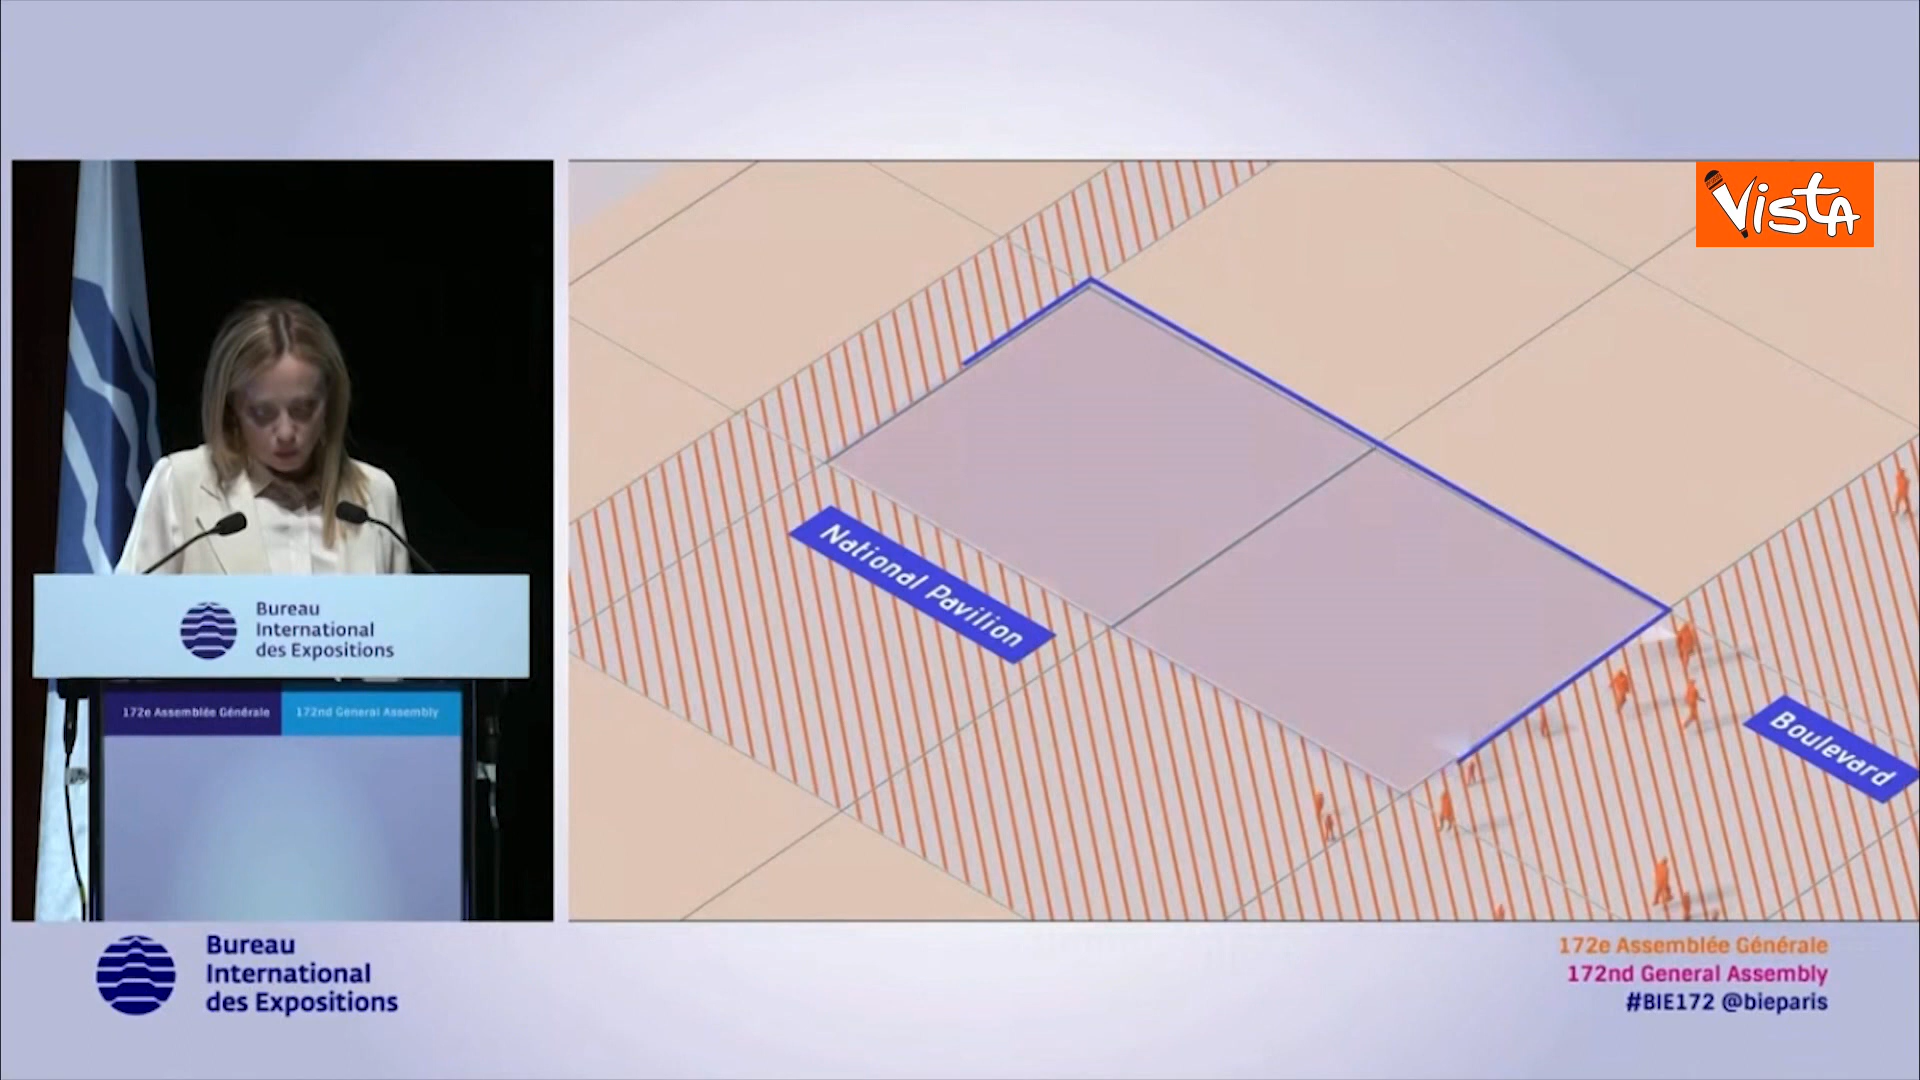 Vista
National Pavilion
Boulevard
Bureau
International
des Expositions
172e Assemblée Générale
172nd General Assembly
Bureau
International
des Expositions
172e Assemblée Générale
172nd General Assembly
#BIE172 @bieparis